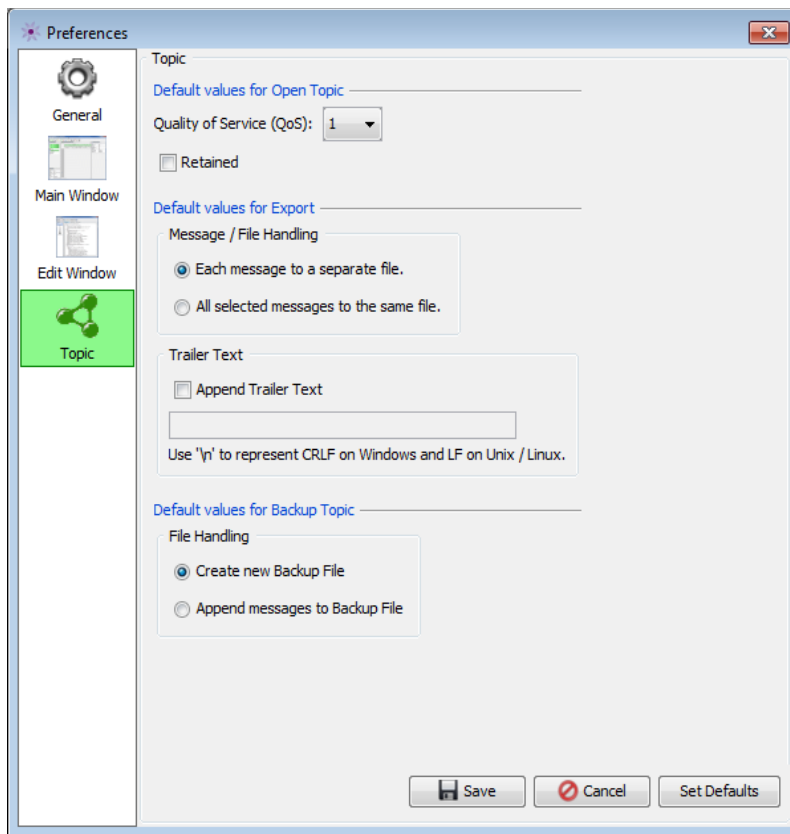 Preferences
General
Main Window
Edit Window
Topic
Topic
Default values for Open Topic
Quality of Service (QoS): 1
Retained
Default values for Export
Message / File Handling
Each message to a separate file.
All selected messages to the same file.
Trailer Text
Append Trailer Text
Use '\n' to represent CRLF on Windows and LF on Unix / Linux.
Default values for Backup Topic
File Handling
Create new Backup File
Append messages to Backup File
Save Cancel Set Defaults